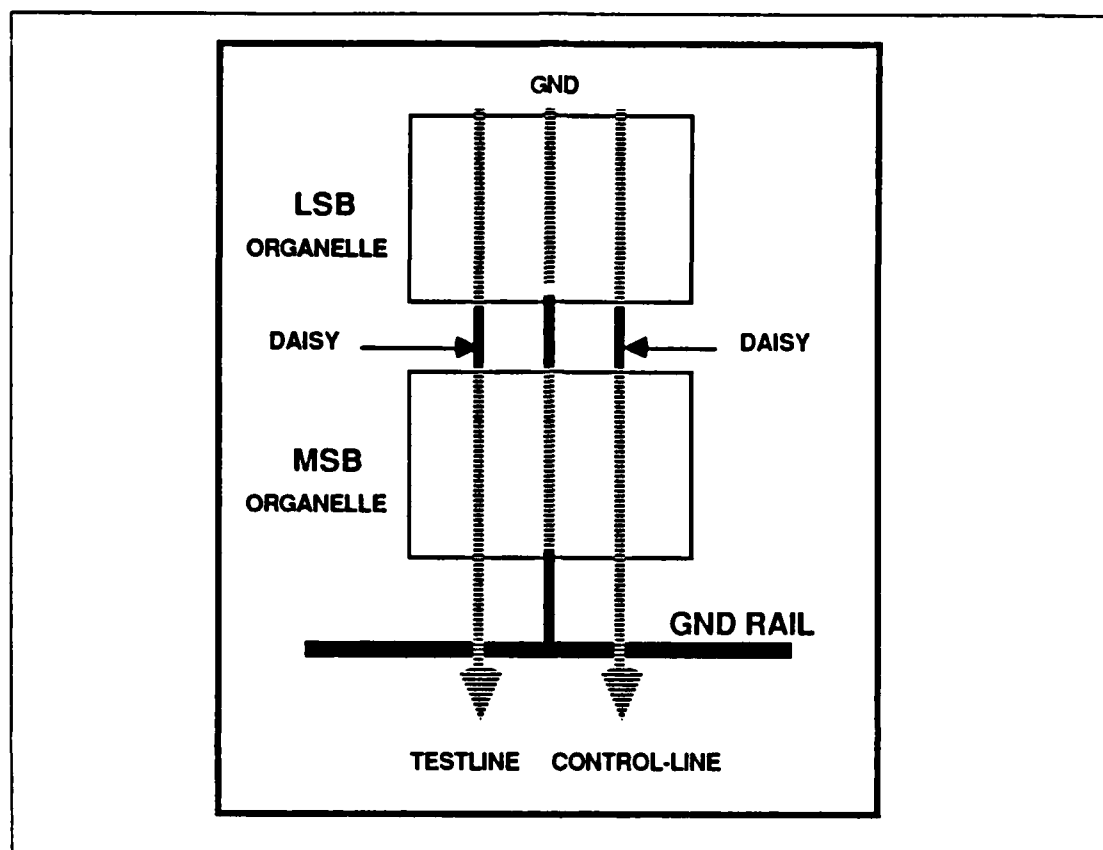 GND
LSB
ORGANELLE
DAISY
DAISY
MSB
ORGANELLE
GND RAIL
TESTLINE
CONTROL-LINE